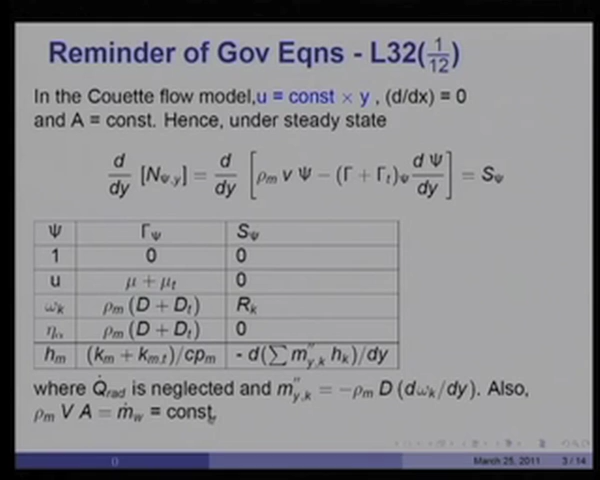 Reminder of Gov Eqns - L32(1/12)
In the Couette flow model,u = const × y , (d/dx) = 0
and A = const. Hence, under steady state
d/dy [N_Ψ,y] = d/dy [ρ_m v Ψ − (Γ + Γ_t)_Ψ d Ψ/dy] = S_Ψ
Ψ Γ_Ψ S_Ψ
1 0 0
u μ + μ_t 0
ω_k ρ_m (D + D_t) R_k
η_α ρ_m (D + D_t) 0
h_m (k_m + k_m,t)/cp_m - d(∑ m''_y,k h_k)/dy
where Q̇_rad is neglected and m''_y,k = −ρ_m D (dω_k/dy). Also,
ρ_m V A = ṁ_w = const.
() March 25, 2011 3 / 14